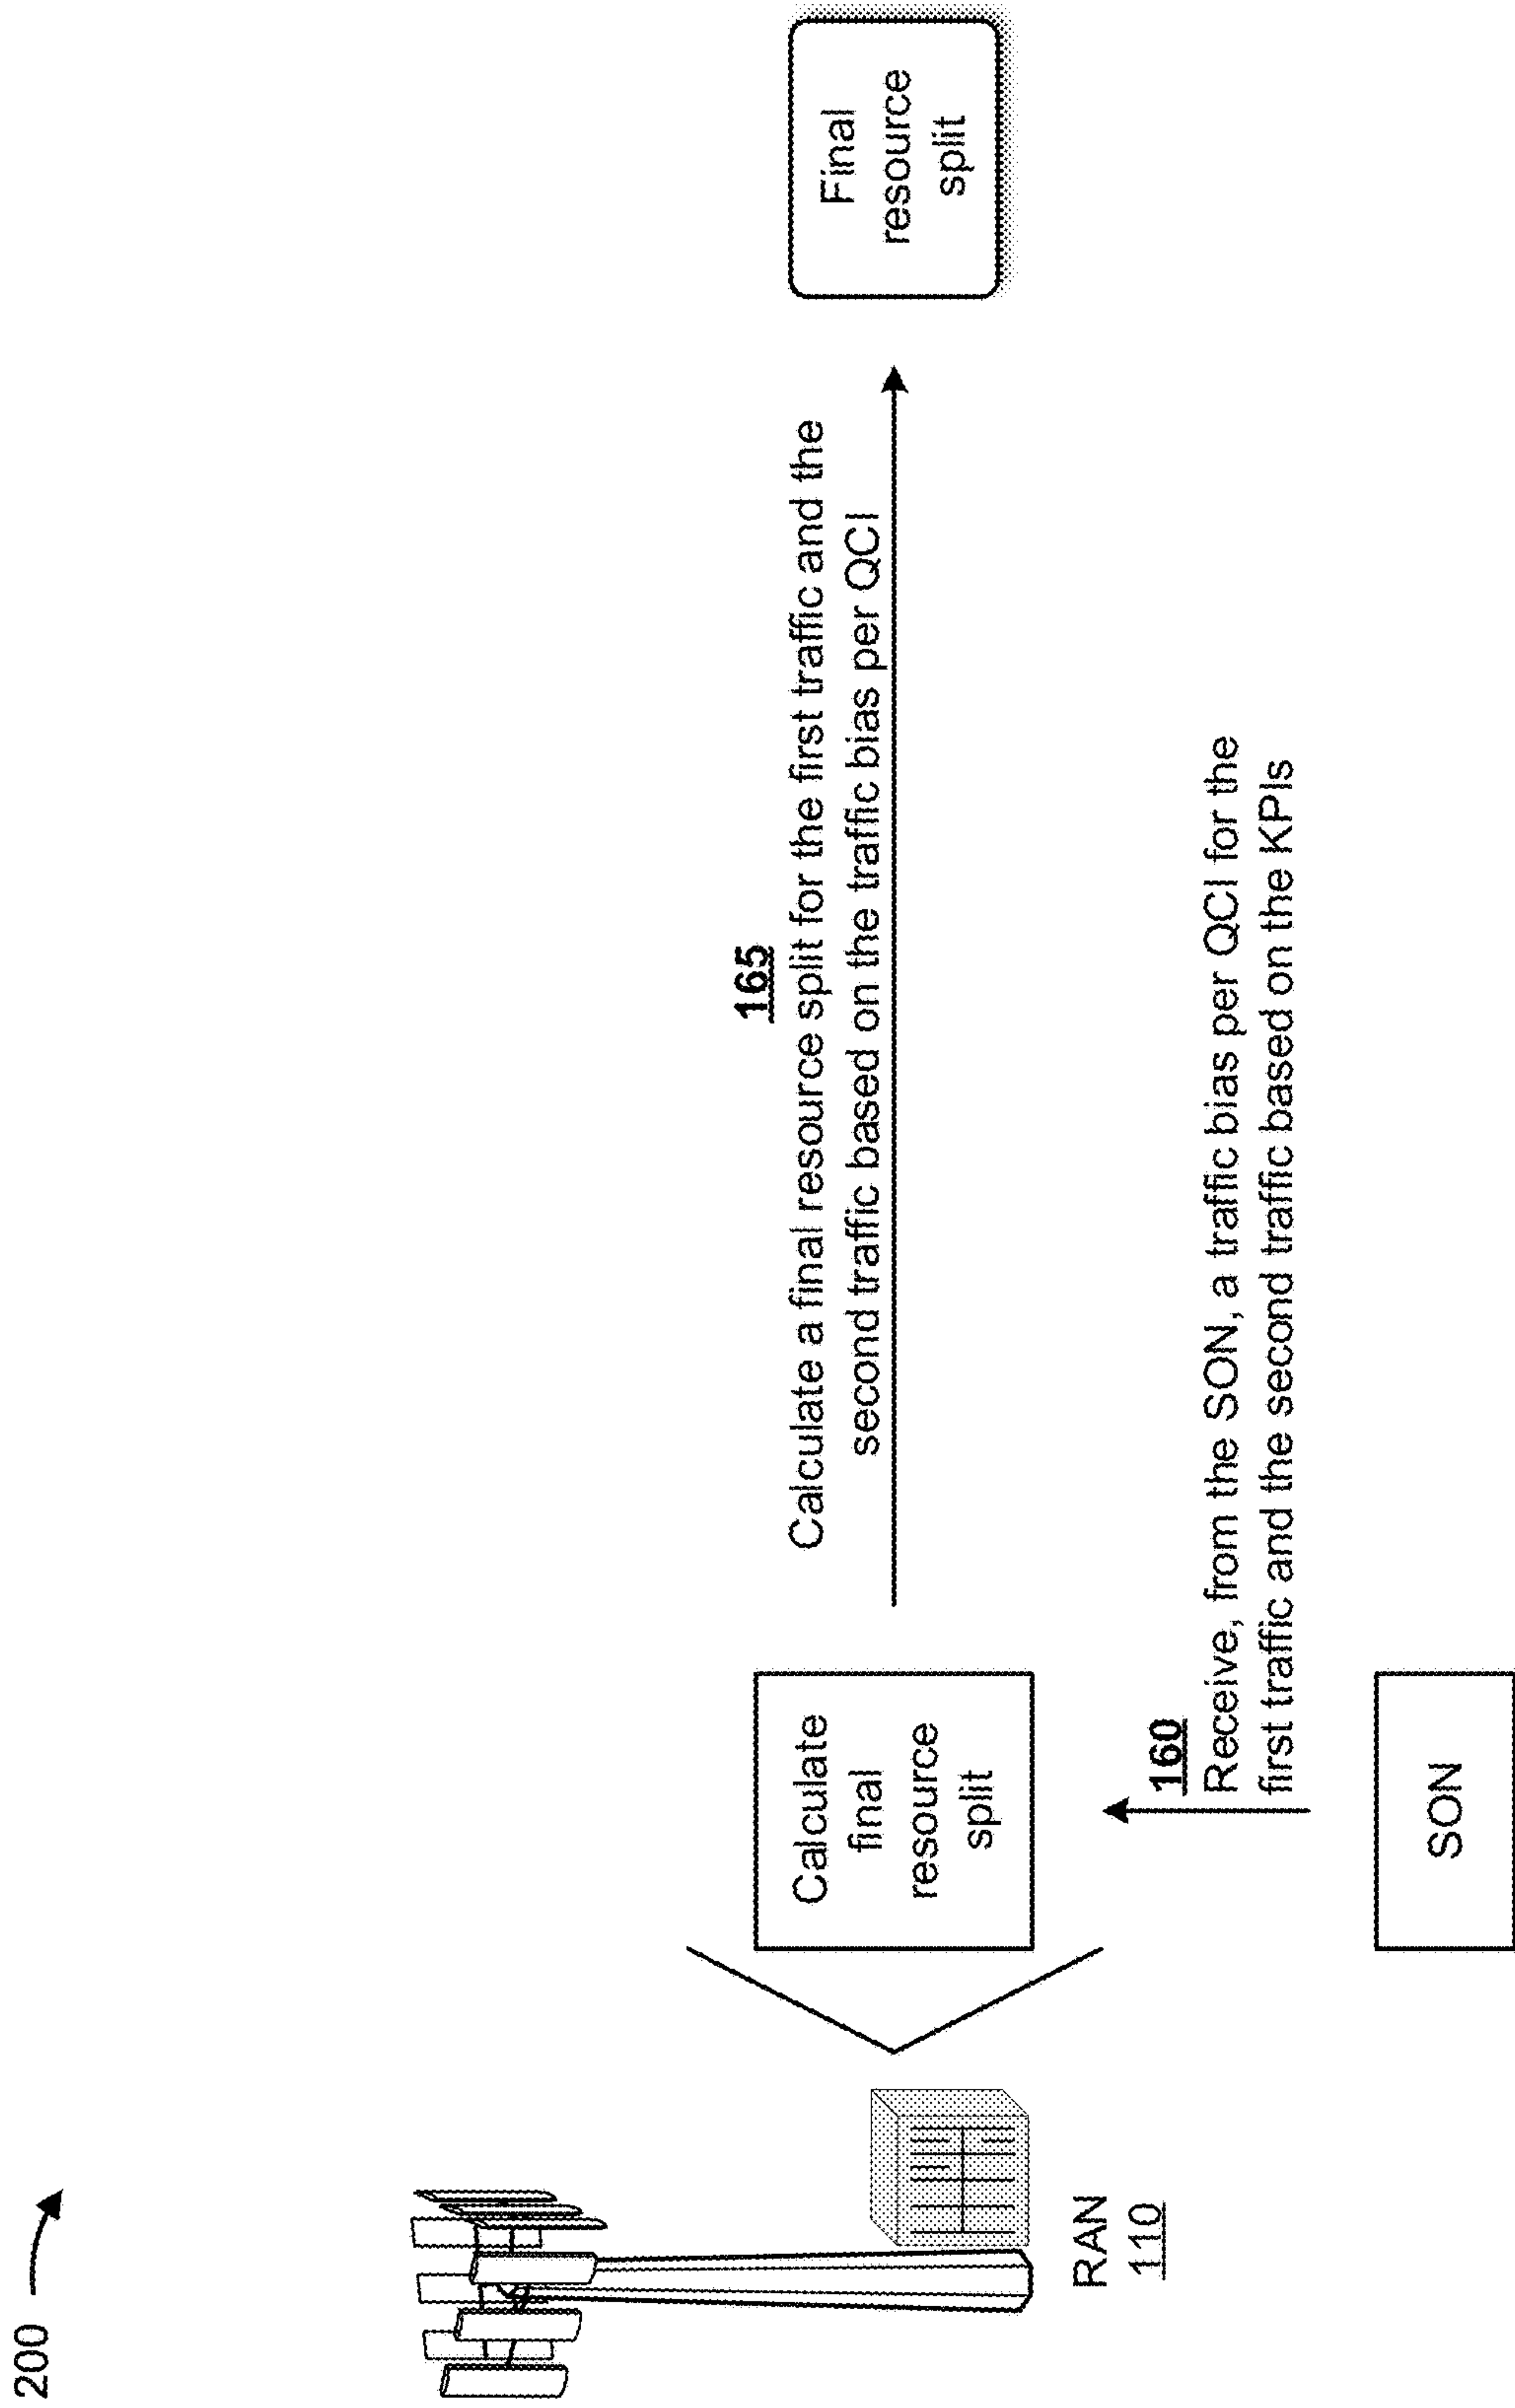 200
165
Calculate a final resource split for the first traffic and the
second traffic based on the traffic bias per QCI
Calculate
final
resource
split
Final
resource
split
160
Receive, from the SON, a traffic bias per QCI for the
first traffic and the second traffic based on the KPIs
RAN
110
SON